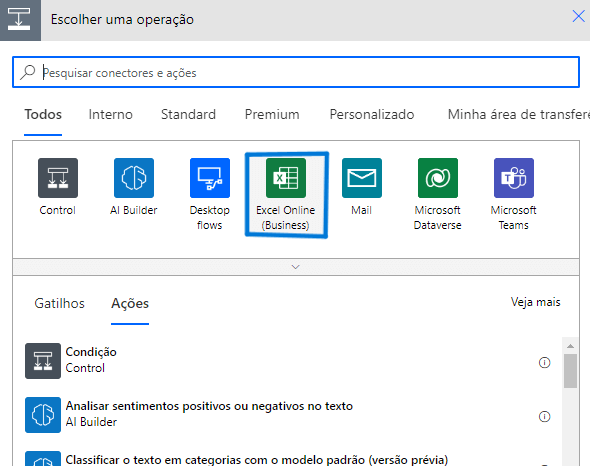 Escolher uma operação
Pesquisar conectores e ações
Todos Interno Standard Premium Personalizado Minha área de transferê
Control AI Builder Desktop flows Excel Online (Business) Mail Microsoft Dataverse Microsoft Teams
Gatilhos Ações Veja mais
Condição
Control
Analisar sentimentos positivos ou negativos no texto
AI Builder
Classificar o texto em categorias com o modelo padrão (versão prévia)